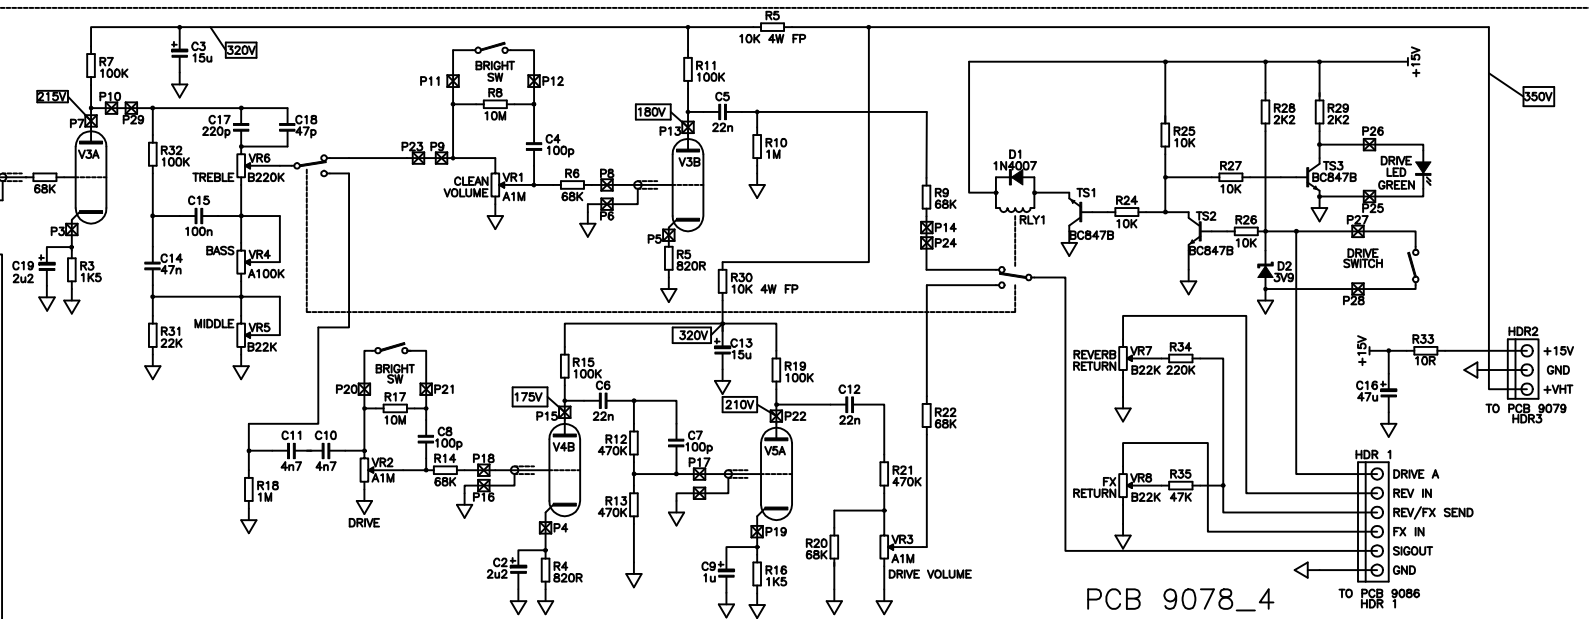 R5
10K 4W FP
R7
100K
C3
15u
320V
215V
P10
P29
P7
V3A
68K
P3
C19
2u2
R3
1K5
R32
100K
C17
220p
C18
47p
VR6
TREBLE
B220K
C15
100n
BASS
VR4
A100K
C14
47n
MIDDLE
VR5
B22K
R31
22K
P11
BRIGHT
SW
P12
R8
10M
C4
100p
P23
P9
CLEAN
VOLUME
VR1
A1M
R6
68K
P8
P6
R11
100K
180V
P13
C5
22n
V3B
R10
1M
P5
R5
820R
R9
68K
P14
P24
D1
1N4007
RLY1
TS1
BC847B
R24
10K
R25
10K
TS2
BC847B
R27
10K
R26
10K
R28
2K2
R29
2K2
+15V
TS3
BC847B
P26
DRIVE
LED
GREEN
P25
P27
D2
3V9
DRIVE
SWITCH
P28
350V
R30
10K 4W FP
320V
C13
15u
R15
100K
R19
100K
175V
P15
C6
22n
210V
P22
C12
22n
P20
BRIGHT
SW
P21
R17
10M
C8
100p
C11
4n7
C10
4n7
R18
1M
VR2
A1M
DRIVE
R14
68K
P18
P16
V4B
P4
C2
2u2
R4
820R
R12
470K
C7
100p
P17
R13
470K
V5A
P19
C9
1u
R16
1K5
R20
68K
R21
470K
VR3
A1M
DRIVE VOLUME
R22
68K
REVERB
RETURN
VR7
B22K
R34
220K
FX
RETURN
VR8
B22K
R35
47K
+15V
R33
10R
C16
47u
HDR2
+15V
GND
+VHT
TO PCB 9079
HDR3
HDR 1
DRIVE A
REV IN
REV/FX SEND
FX IN
SIGOUT
GND
TO PCB 9086
HDR 1
PCB 9078_4